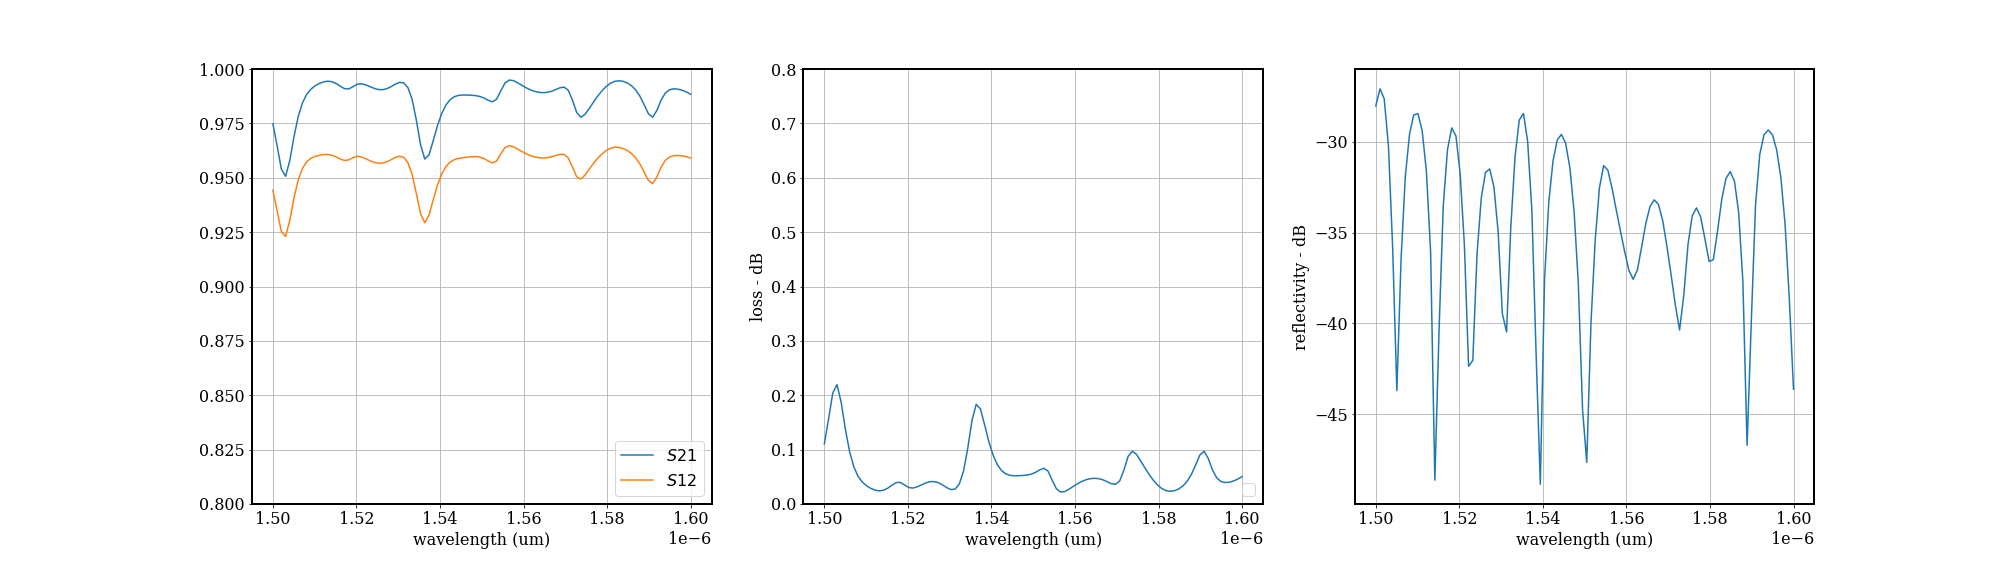 1.000
0.975
0.950
0.925
0.900
0.875
0.850
0.825
0.800
1.50 1.52 1.54 1.56 1.58 1.60
wavelength (um)
1e−6
S21
S12
loss - dB
0.8
0.7
0.6
0.5
0.4
0.3
0.2
0.1
0.0
1.50 1.52 1.54 1.56 1.58 1.60
wavelength (um)
1e−6
reflectivity - dB
−30
−35
−40
−45
1.50 1.52 1.54 1.56 1.58 1.60
wavelength (um)
1e−6